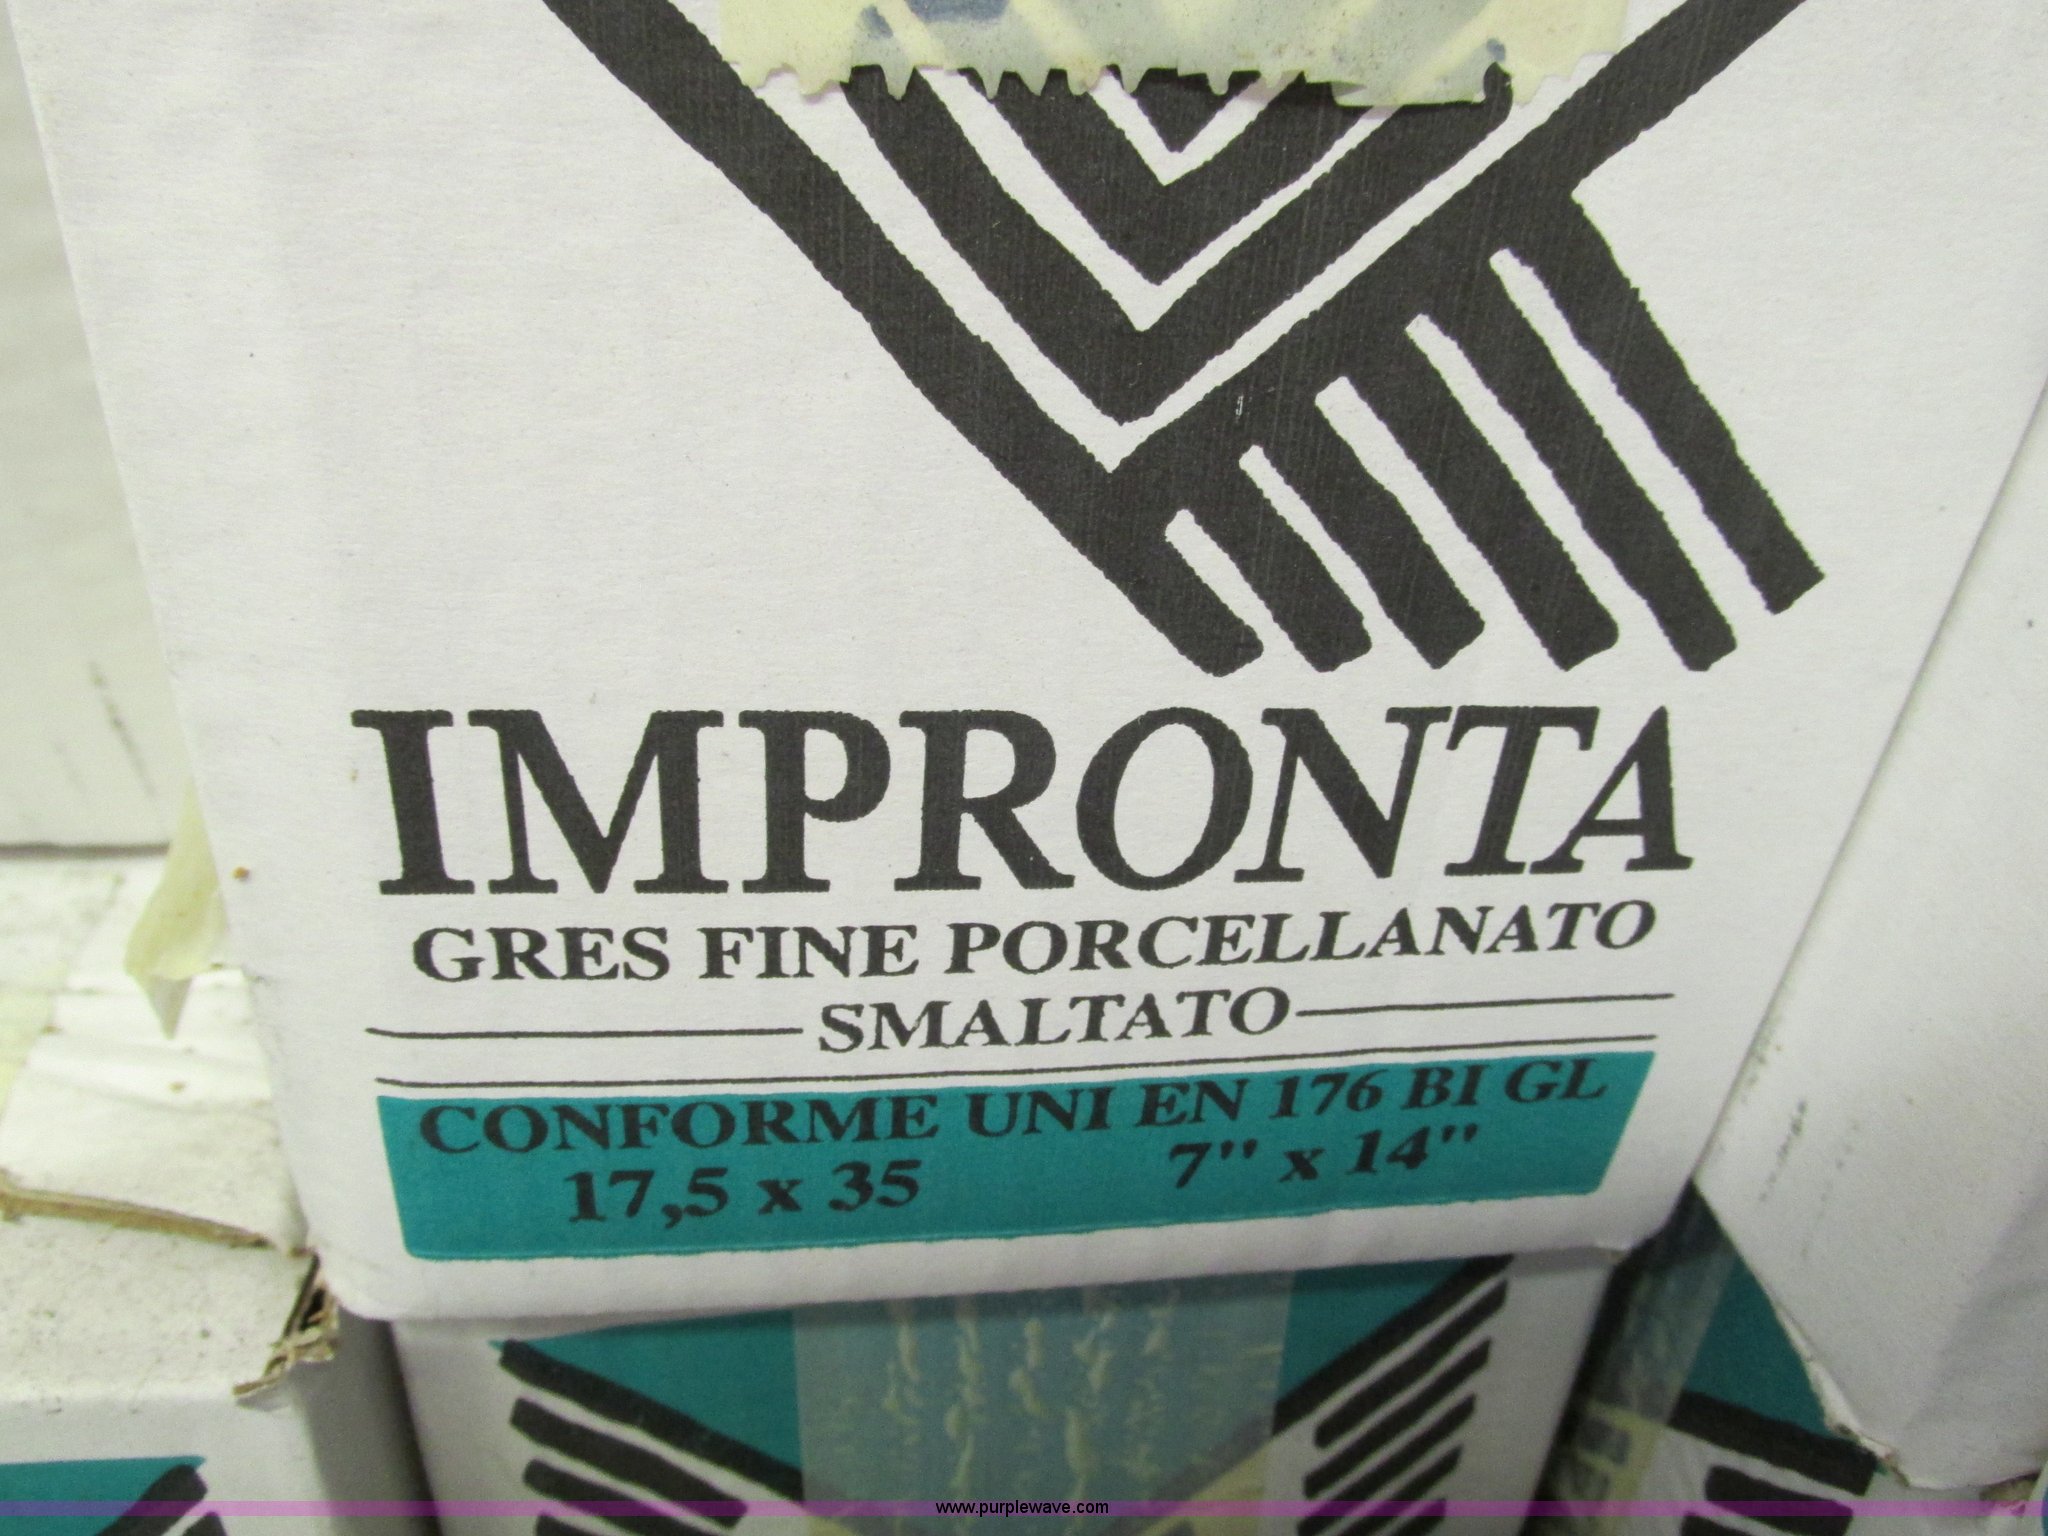 IMPRONTA
GRES FINE PORCELLANATO
SMALTATO
CONFORME UNI EN 176 BI GL
17,5 x 35 7" x 14"
www.purplewave.com